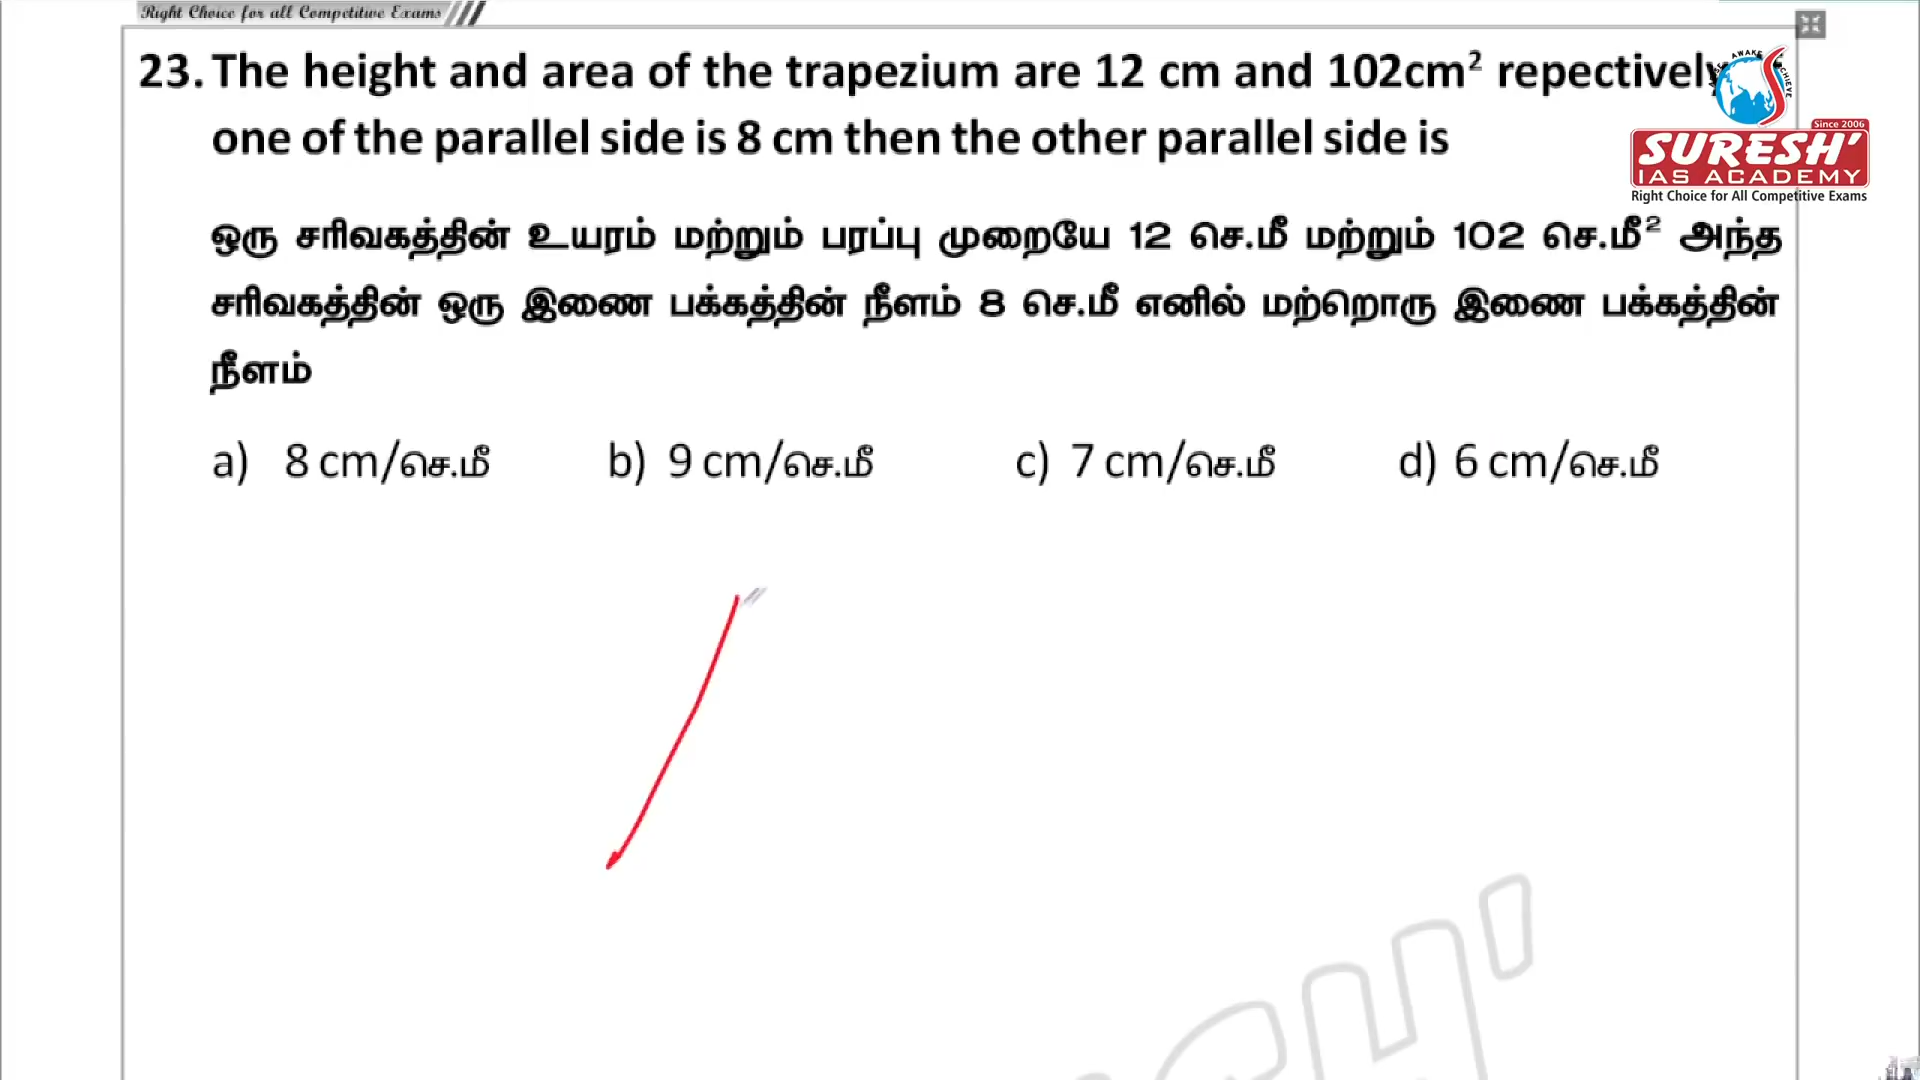 Right Choice for all Competitive Exams
23. The height and area of the trapezium are 12 cm and 102cm² repectively
one of the parallel side is 8 cm then the other parallel side is
ஒரு சரிவகத்தின் உயரம் மற்றும் பரப்பு முறையே 12 செ.மீ மற்றும் 102 செ.மீ² அந்த
சரிவகத்தின் ஒரு இணை பக்கத்தின் நீளம் 8 செ.மீ எனில் மற்றொரு இணை பக்கத்தின்
நீளம்
a) 8 cm/செ.மீ b) 9 cm/செ.மீ c) 7 cm/செ.மீ d) 6 cm/செ.மீ
AWAKE ACHIEVE
Since 2006
SURESH'
IAS ACADEMY
Right Choice for All Competitive Exams